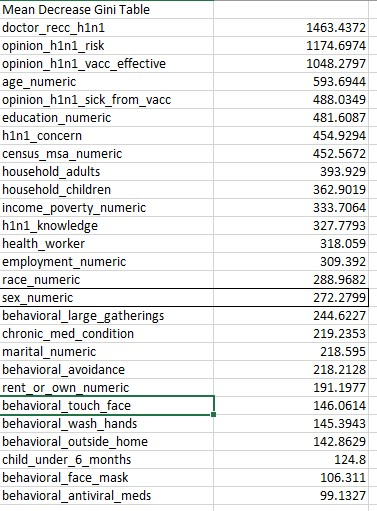 Mean Decrease Gini Table
doctor_recc_h1n1 1463.4372
opinion_h1n1_risk 1174.6974
opinion_h1n1_vacc_effective 1048.2797
age_numeric 593.6944
opinion_h1n1_sick_from_vacc 488.0349
education_numeric 481.6087
h1n1_concern 454.9294
census_msa_numeric 452.5672
household_adults 393.929
household_children 362.9019
income_poverty_numeric 333.7064
h1n1_knowledge 327.7793
health_worker 318.059
employment_numeric 309.392
race_numeric 288.9682
sex_numeric 272.2799
behavioral_large_gatherings 244.6227
chronic_med_condition 219.2353
marital_numeric 218.595
behavioral_avoidance 218.2128
rent_or_own_numeric 191.1977
behavioral_touch_face 146.0614
behavioral_wash_hands 145.3943
behavioral_outside_home 142.8629
child_under_6_months 124.8
behavioral_face_mask 106.311
behavioral_antiviral_meds 99.1327